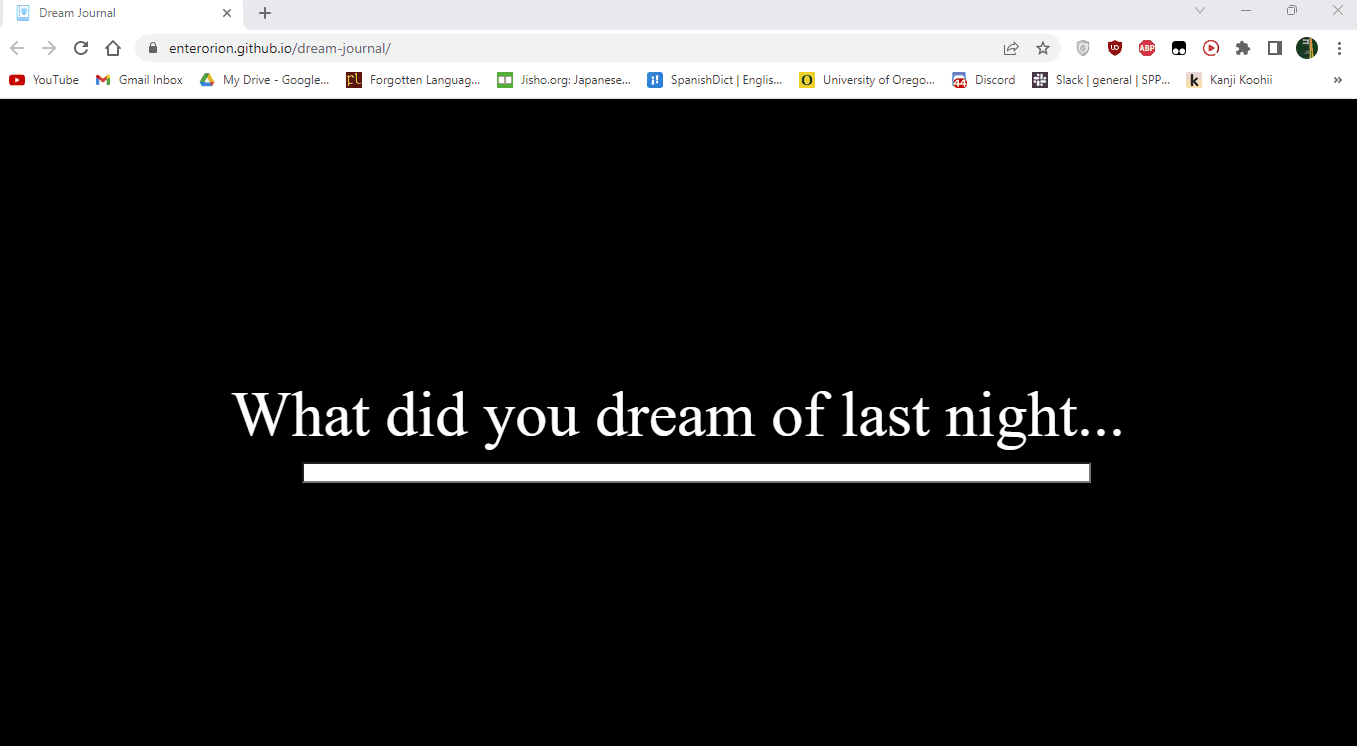 Dream Journal
enterorion.github.io/dream-journal/
ABP
YouTube Gmail Inbox My Drive - Google... Forgotten Languag... Jisho.org: Japanese... SpanishDict | Englis... University of Orego... Discord Slack | general | SPP... Kanji Koohii »
What did you dream of last night...